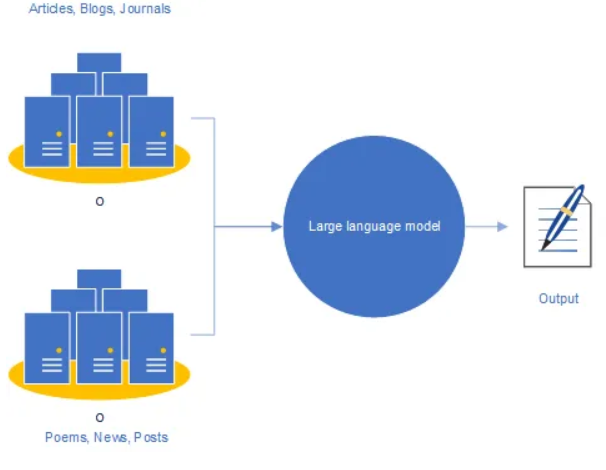 Articles, Blogs, Journals
O
Large language model
Output
O
Poems, News, Posts